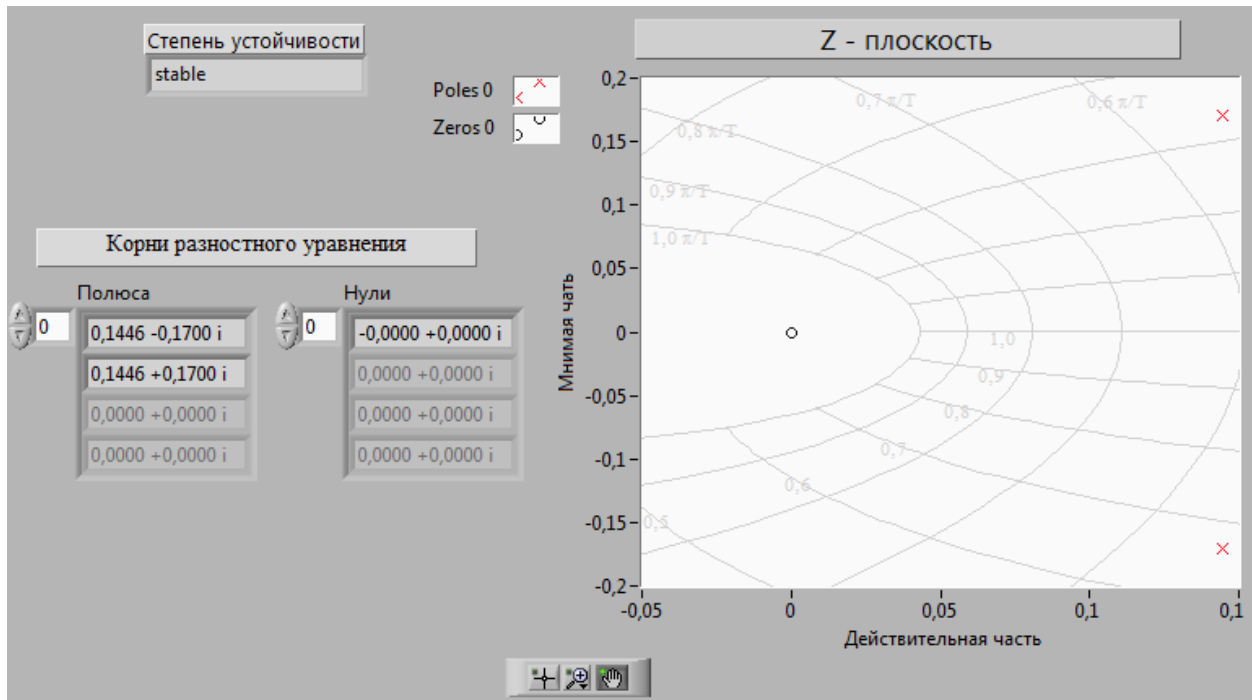 Степень устойчивости
stable
Poles 0
Zeros 0
Корни разностного уравнения
Полюса
0
0,1446 -0,1700 i
0,1446 +0,1700 i
0,0000 +0,0000 i
0,0000 +0,0000 i
Нули
0
-0,0000 +0,0000 i
0,0000 +0,0000 i
0,0000 +0,0000 i
0,0000 +0,0000 i
Z - плоскость
Мнимая чать
0,2
0,15
0,1
0,05
0
-0,05
-0,1
-0,15
-0,2
0,6 π/T
0,7 π/T
0,8 π/T
0,9 π/T
1,0 π/T
1,0
0,9
0,8
0,7
0,6
0,5
-0,05
0
0,05
0,1
0,1
Действительная часть